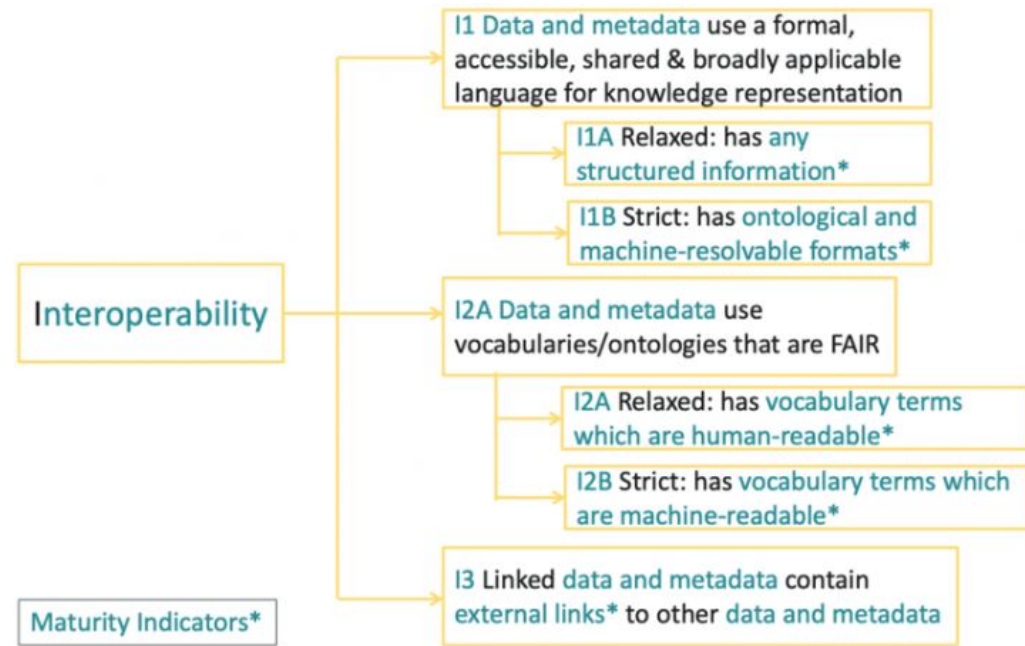 I1 Data and metadata use a formal,
accessible, shared & broadly applicable
language for knowledge representation
I1A Relaxed: has any
structured information*
I1B Strict: has ontological and
machine-resolvable formats*
Interoperability
I2A Data and metadata use
vocabularies/ontologies that are FAIR
I2A Relaxed: has vocabulary terms
which are human-readable*
I2B Strict: has vocabulary terms which
are machine-readable*
I3 Linked data and metadata contain
external links* to other data and metadata
Maturity Indicators*